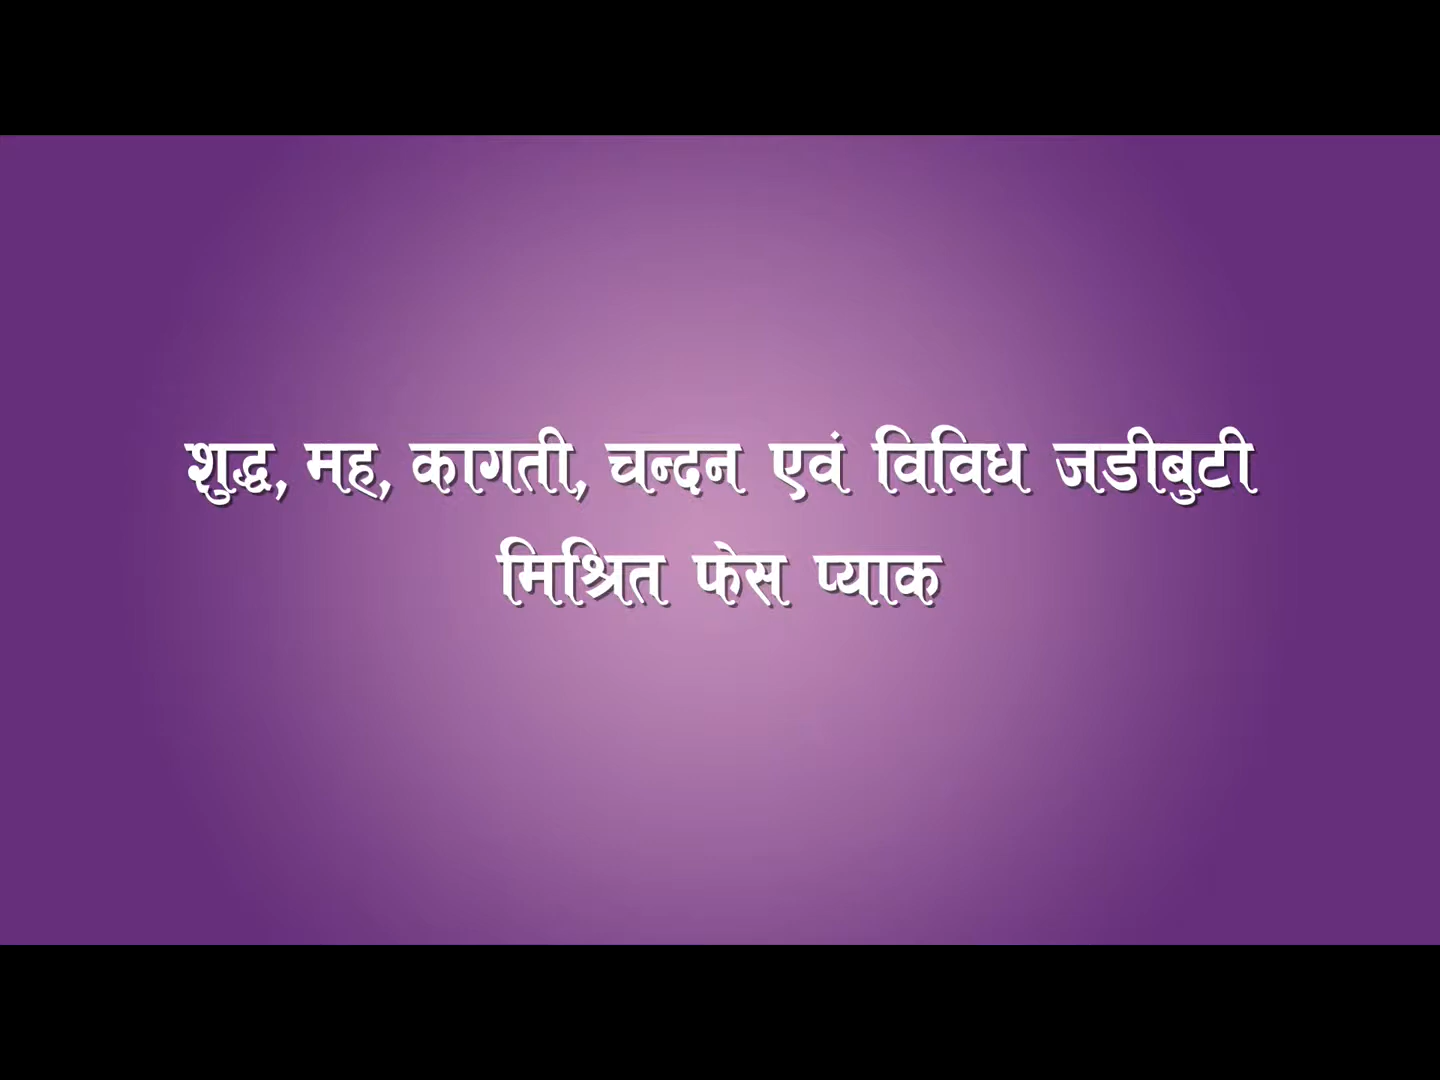 शुद्ध, मह, कागती, चन्दन एवं विविध जडीबुटी
मिश्रित फेस प्याक